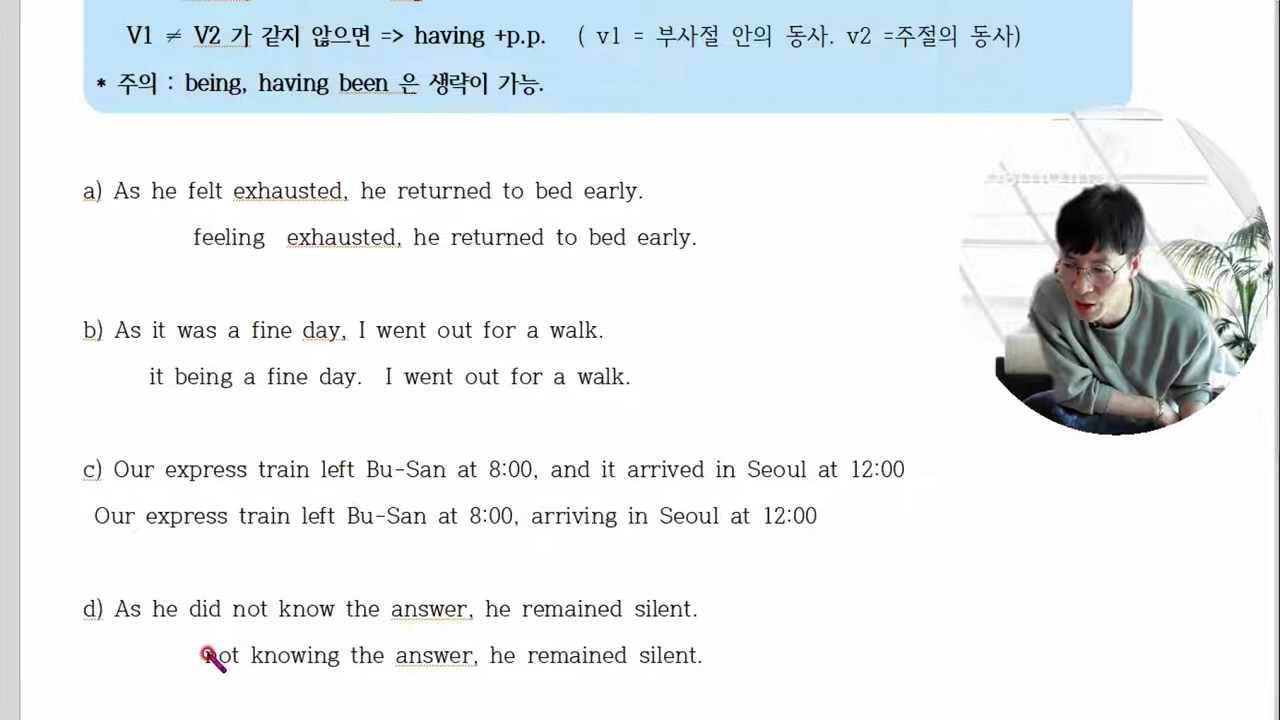 V1 ≠ V2 가 같지 않으면 => having +p.p. ( v1 = 부사절 안의 동사. v2 =주절의 동사)
* 주의 : being, having been 은 생략이 가능.
a) As he felt exhausted, he returned to bed early.
feeling exhausted, he returned to bed early.
b) As it was a fine day, I went out for a walk.
it being a fine day. I went out for a walk.
c) Our express train left Bu-San at 8:00, and it arrived in Seoul at 12:00
Our express train left Bu-San at 8:00, arriving in Seoul at 12:00
d) As he did not know the answer, he remained silent.
not knowing the answer, he remained silent.